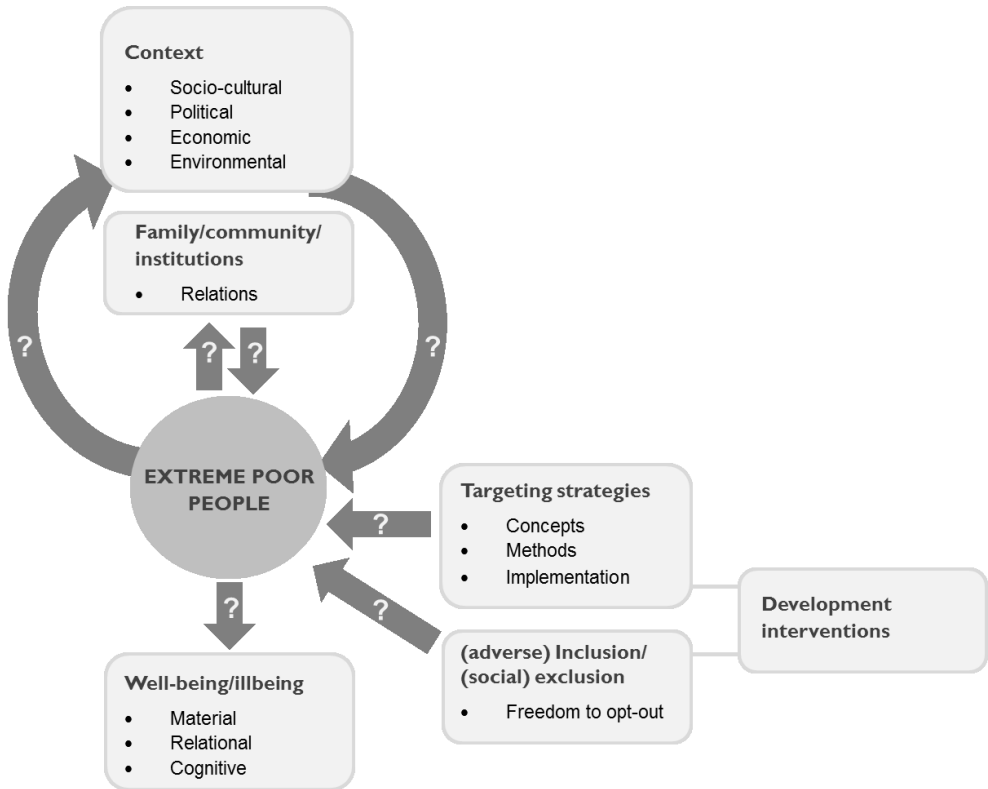 Context
• Socio-cultural
• Political
• Economic
• Environmental
Family/community/
institutions
• Relations
?
?
?
?
EXTREME POOR
PEOPLE
Targeting strategies
• Concepts
• Methods
• Implementation
?
?
Development
interventions
(adverse) Inclusion/
(social) exclusion
• Freedom to opt-out
?
Well-being/illbeing
• Material
• Relational
• Cognitive